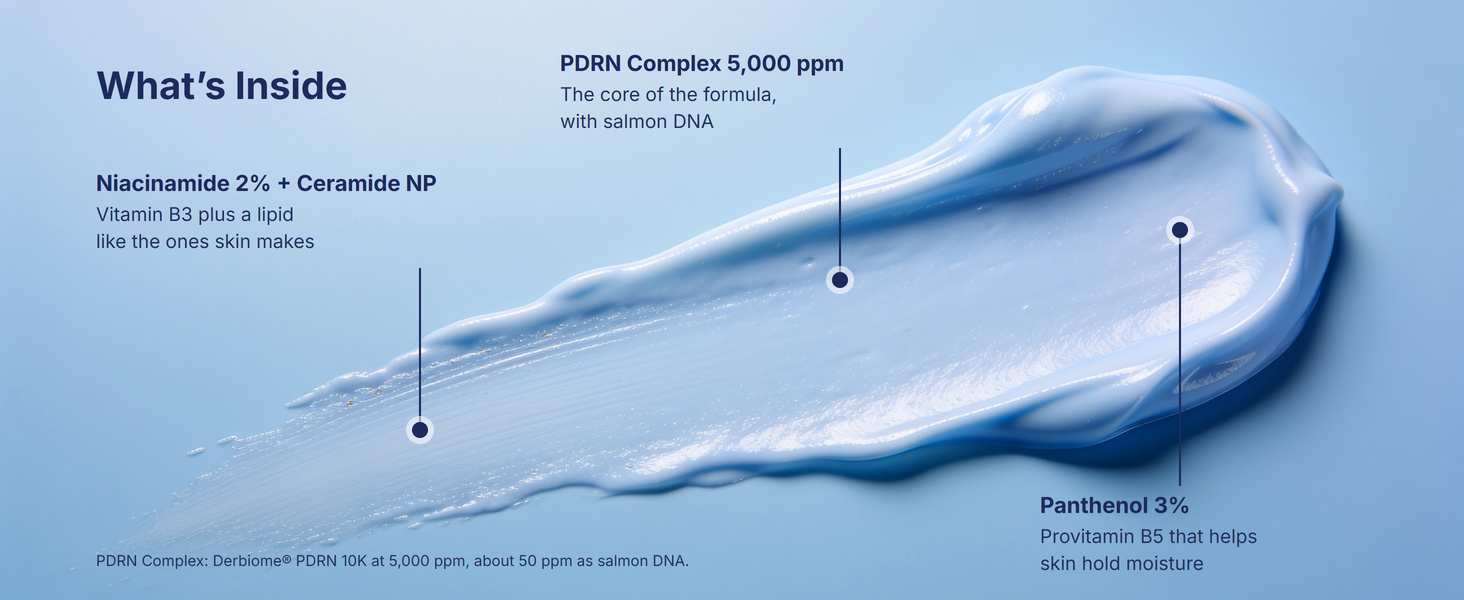 What’s Inside
PDRN Complex 5,000 ppm
The core of the formula,
with salmon DNA
Niacinamide 2% + Ceramide NP
Vitamin B3 plus a lipid
like the ones skin makes
Panthenol 3%
Provitamin B5 that helps
skin hold moisture
PDRN Complex: Derbiome® PDRN 10K at 5,000 ppm, about 50 ppm as salmon DNA.